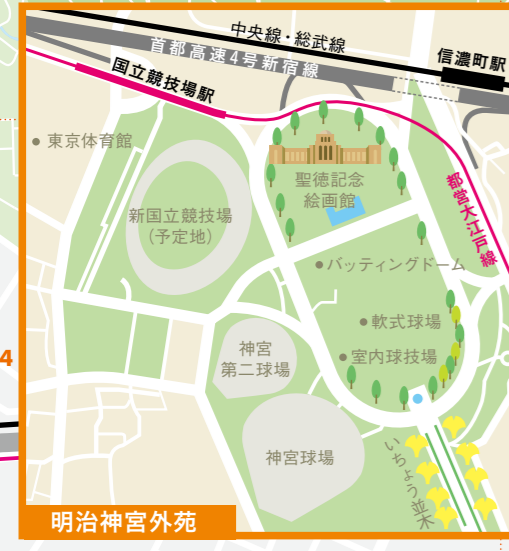 中央線・総武線
首都高速4号新宿線
信濃町駅
国立競技場駅
東京体育館
聖徳記念
絵画館
都営大江戸線
新国立競技場
（予定地）
バッティングドーム
軟式球場
4
神宮
第二球場
室内球技場
神宮球場
いちょう並木
明治神宮外苑